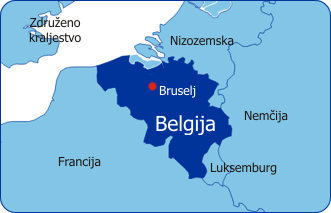 Združeno
kraljestvo
Nizozemska
Bruselj
Belgija
Nemčija
Francija
Luksemburg